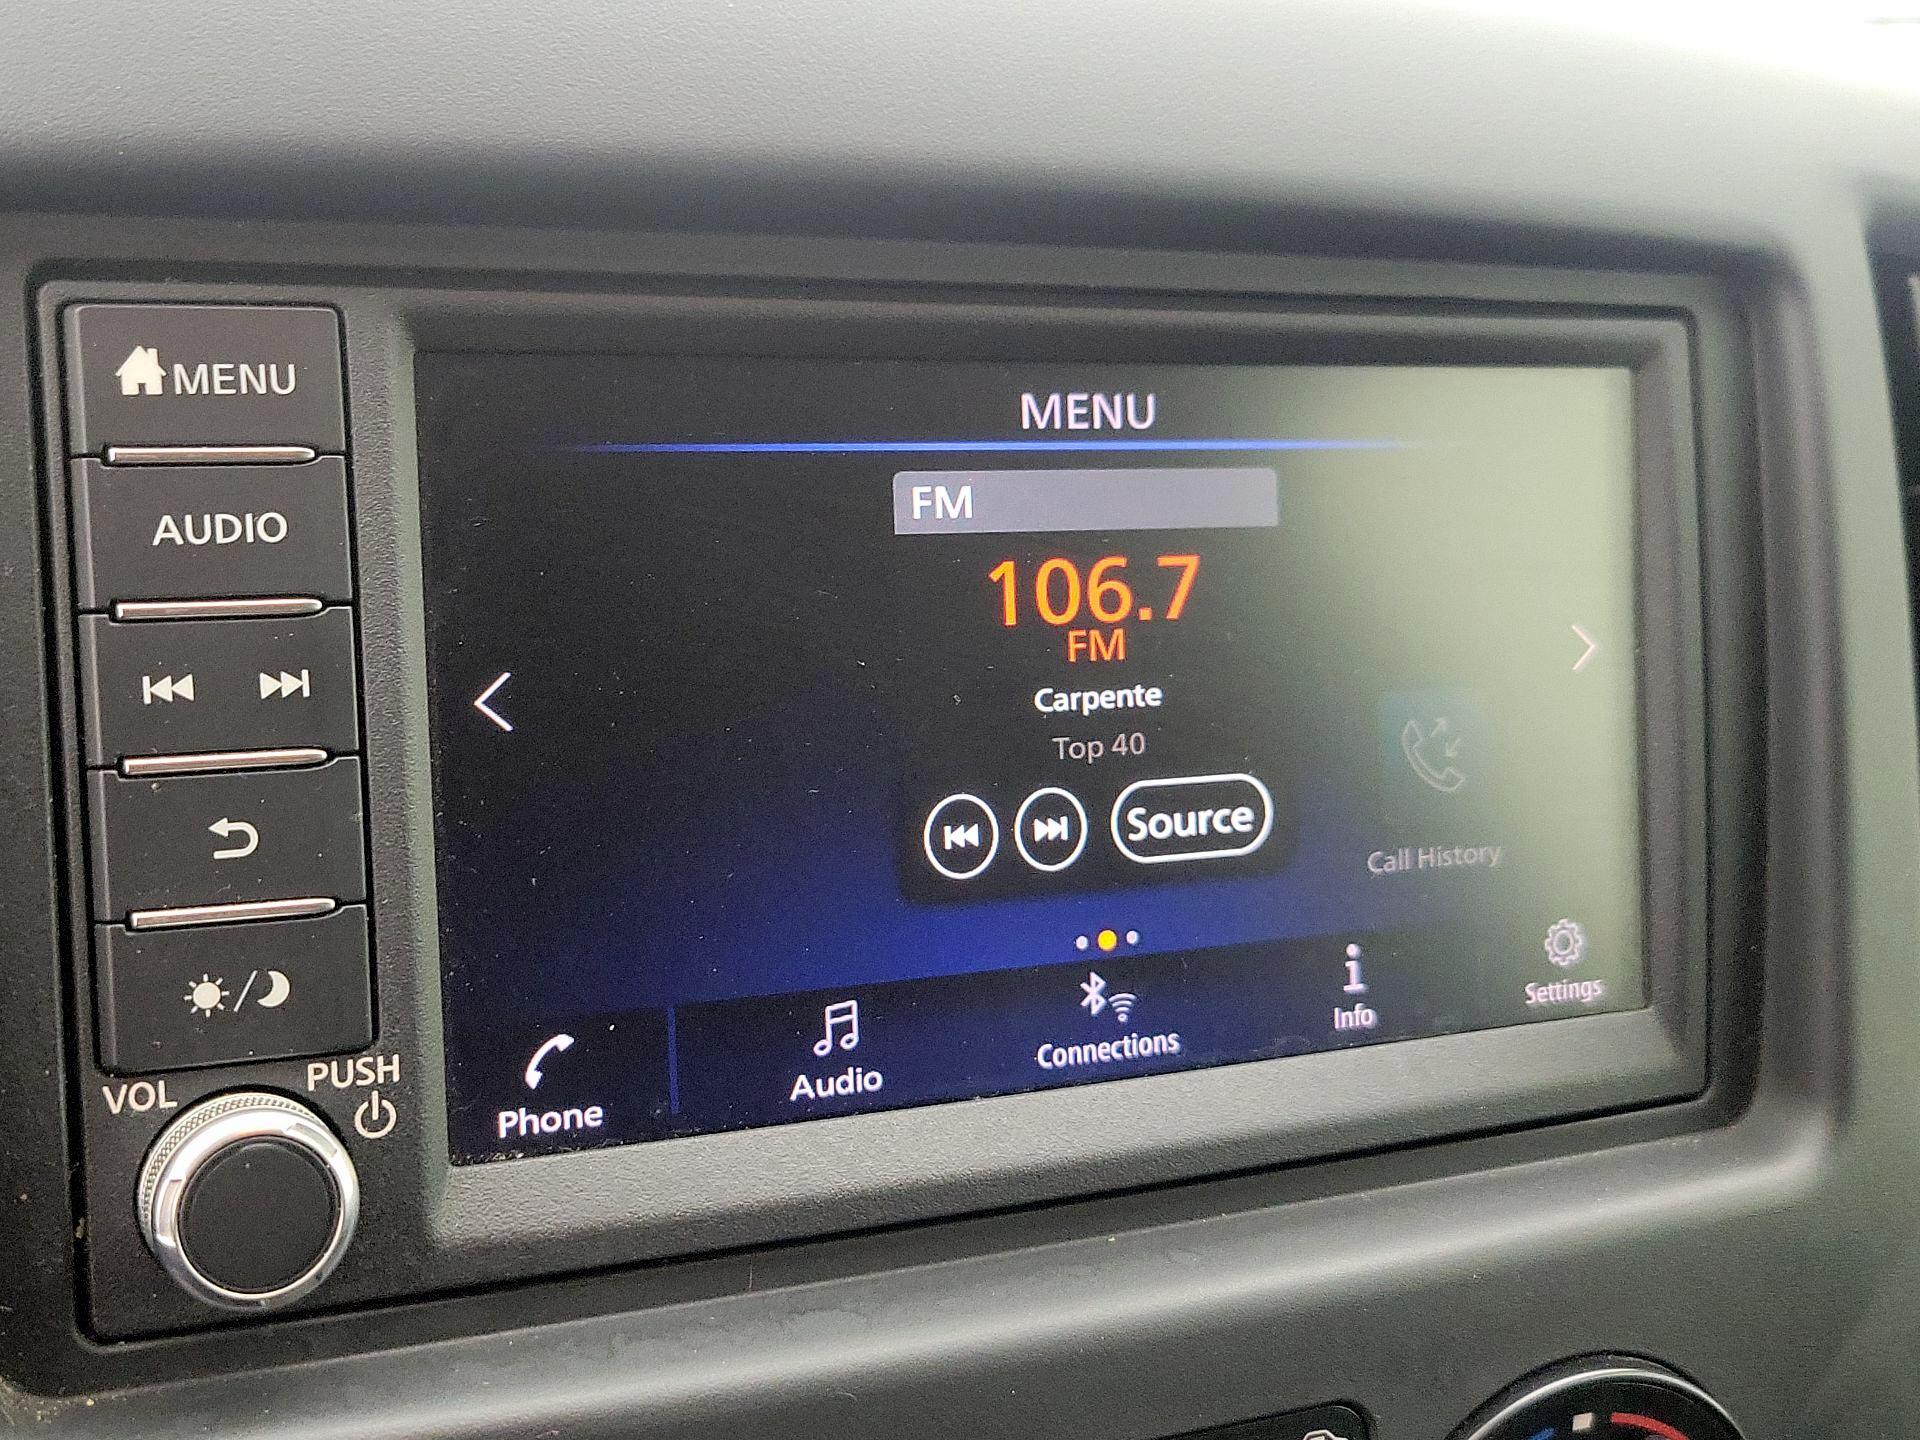 MENU
AUDIO
VOL
PUSH
MENU
FM
106.7
FM
Carpente
Top 40
Source
Call History
Phone
Audio
Connections
Info
Settings